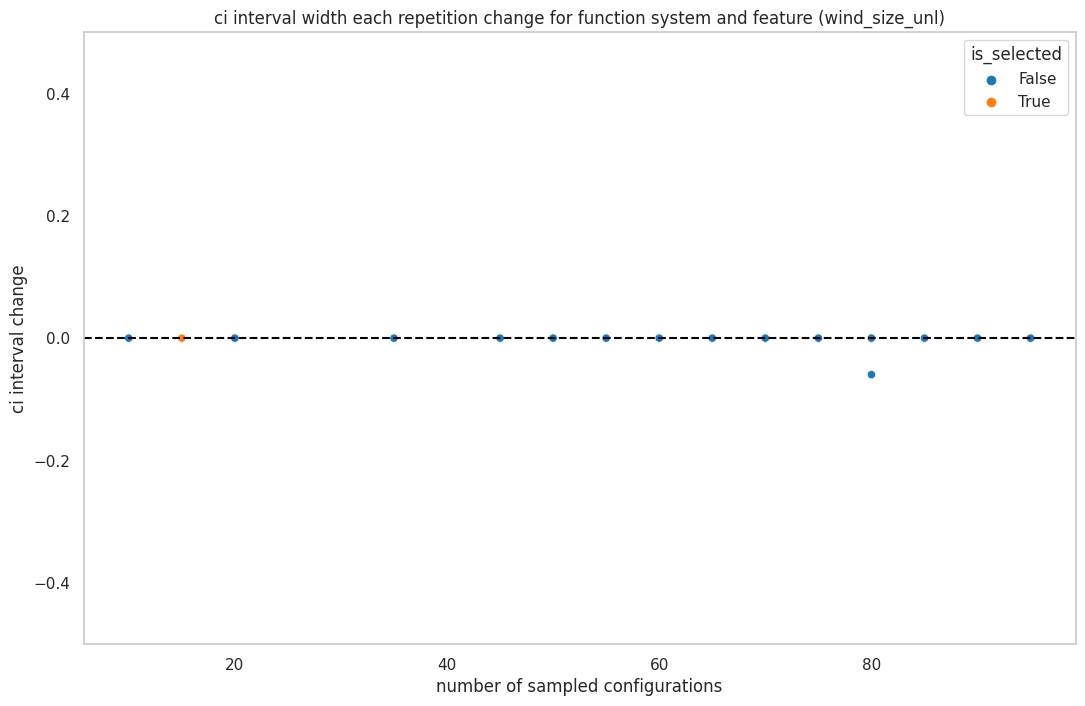 ci interval width each repetition change for function system and feature (wind_size_unl)
is_selected
False
True
0.4
0.2
0.0
−0.2
−0.4
ci interval change
20
40
60
80
number of sampled configurations